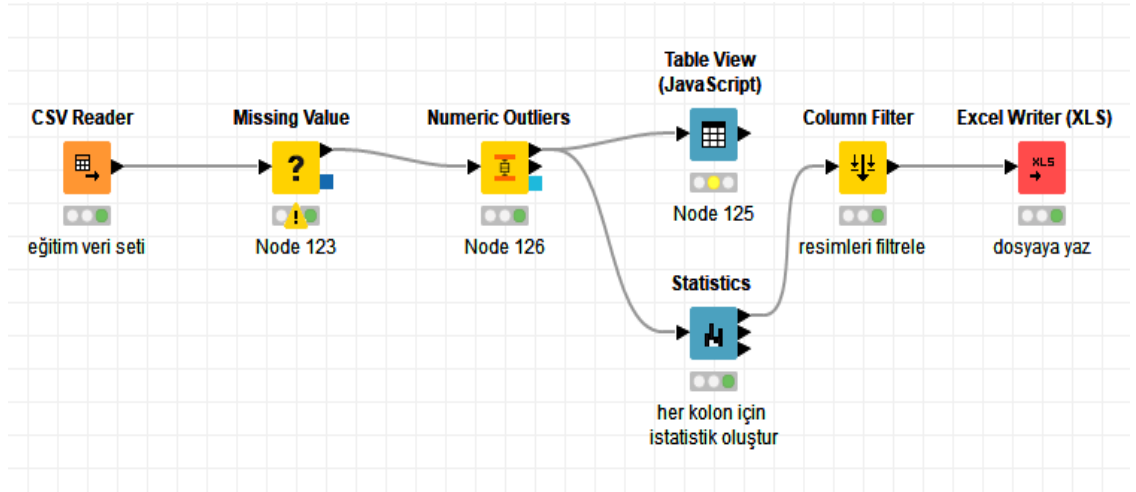 Table View
(JavaScript)
CSV Reader
Missing Value
Numeric Outliers
Column Filter
Excel Writer (XLS)
?
XLS
!
Node 125
eğitim veri seti
Node 123
Node 126
resimleri filtrele
dosyaya yaz
Statistics
her kolon için
istatistik oluştur